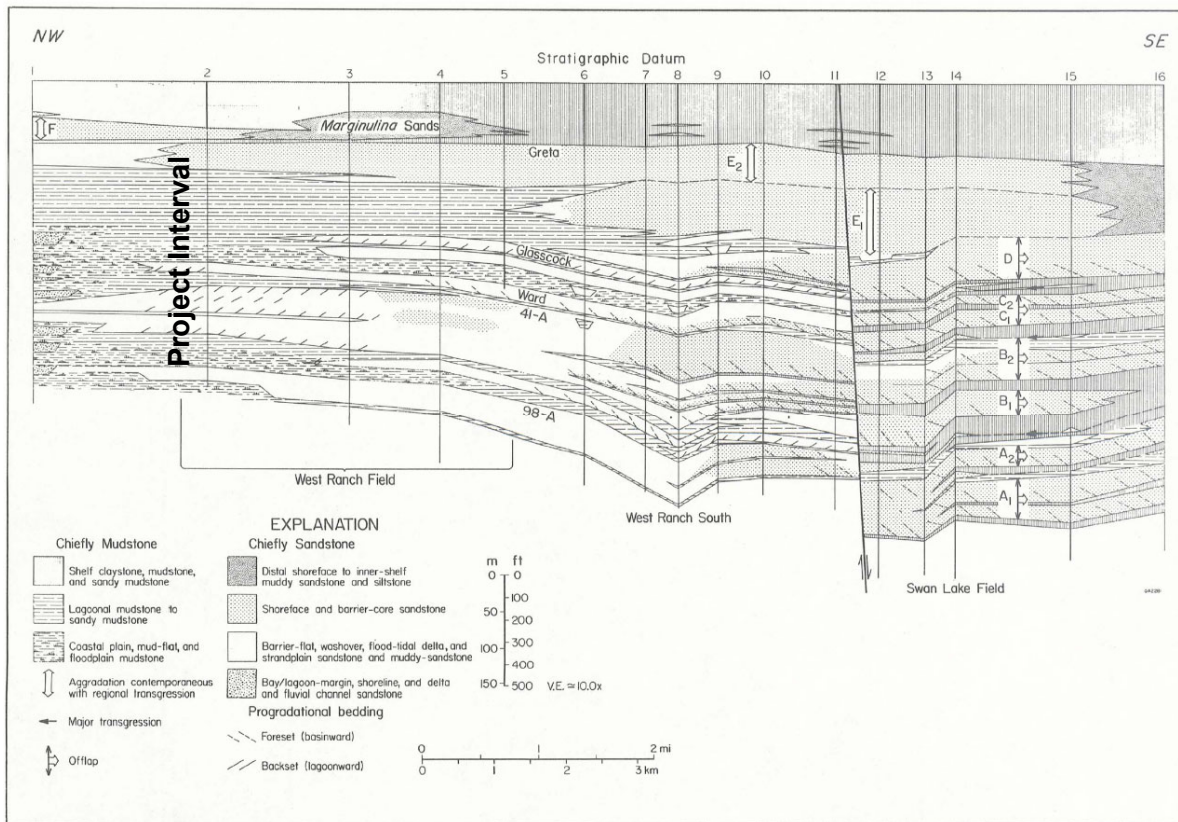 NW
SE
Stratigraphic Datum
1 2 3 4 5 6 7 8 9 10 11 12 13 14 15 16
F
Marginulina Sands
Greta
E2
E1
Project Interval
Glasscock
Ward
41-A
98-A
D
C2
C1
B2
B1
A2
A1
West Ranch Field
West Ranch South
Swan Lake Field
EXPLANATION
Chiefly Mudstone
Shelf claystone, mudstone,
and sandy mudstone
Lagoonal mudstone to
sandy mudstone
Coastal plain, mud-flat, and
floodplain mudstone
Aggradation contemporaneous
with regional transgression
Major transgression
Offlap
Chiefly Sandstone
Distal shoreface to inner-shelf
muddy sandstone and siltstone
Shoreface and barrier-core sandstone
Barrier-flat, washover, flood-tidal delta, and
strandplain sandstone and muddy-sandstone
Bay/lagoon-margin, shoreline, and delta
and fluvial channel sandstone
Progradational bedding
Foreset (basinward)
Backset (lagoonward)
m ft
0 0
100
50
200
100 300
400
150 500
V.E. ≃10.0x
0 1 2 mi
0 1 2 3 km